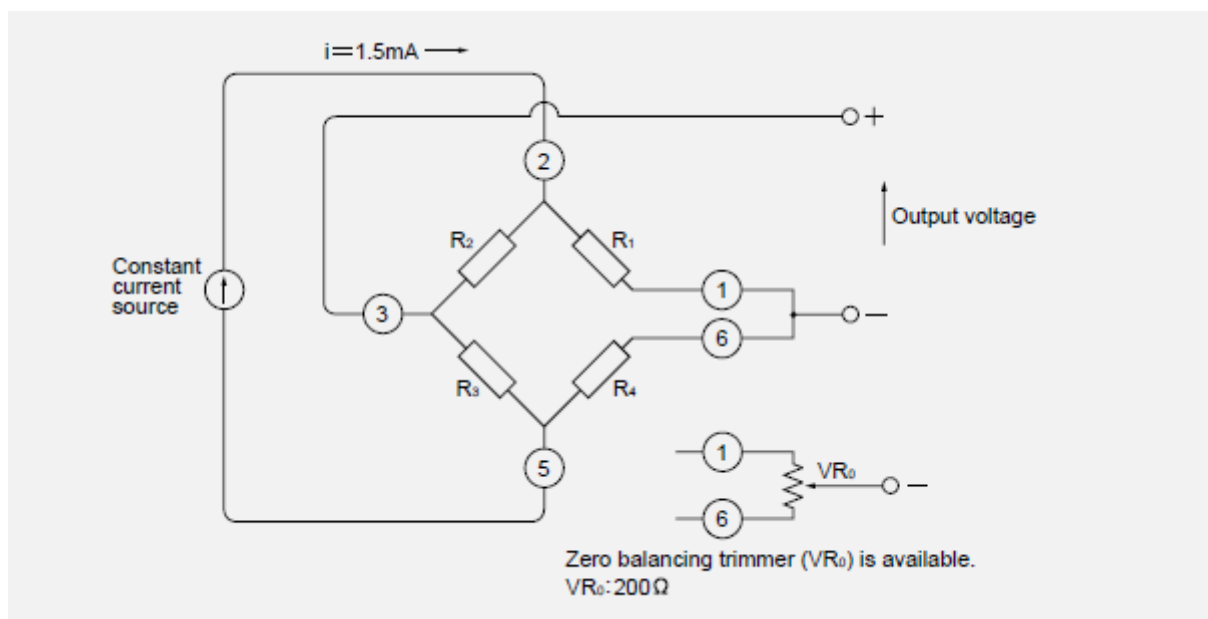 i=1.5mA
+
2
Output voltage
R₂
R₁
Constant
current
source
1
3
−
6
R₃
R₄
1
5
VR₀
−
6
Zero balancing trimmer (VR₀) is available.
VR₀:200Ω